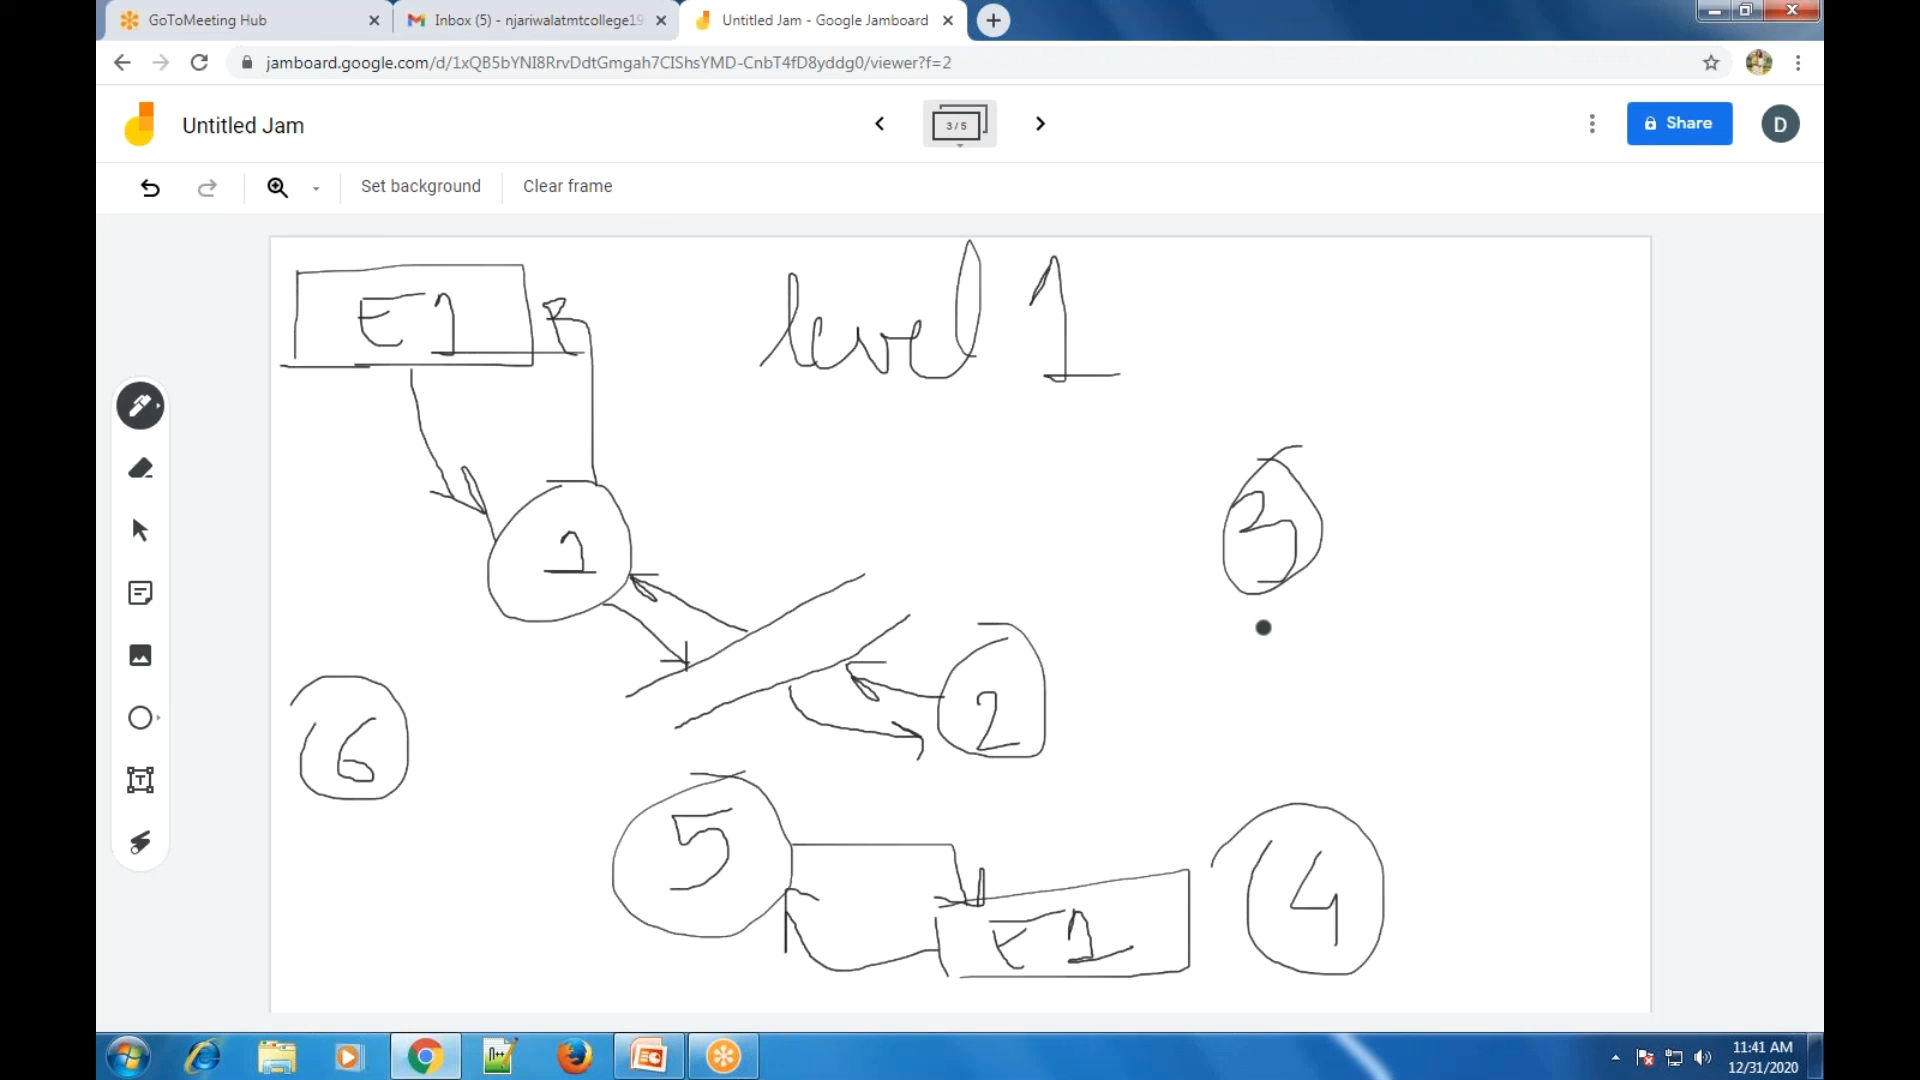 GoToMeeting Hub
Inbox (5) - njariwalatmtcollege19
Untitled Jam - Google Jamboard
jamboard.google.com/d/1xQB5bYNI8RrvDdtGmgah7CIShsYMD-CnbT4fD8yddg0/viewer?f=2
Untitled Jam
3 / 5
Share
D
Set background
Clear frame
E1
level 1
1
3
2
6
5
4
E1
11:41 AM
12/31/2020